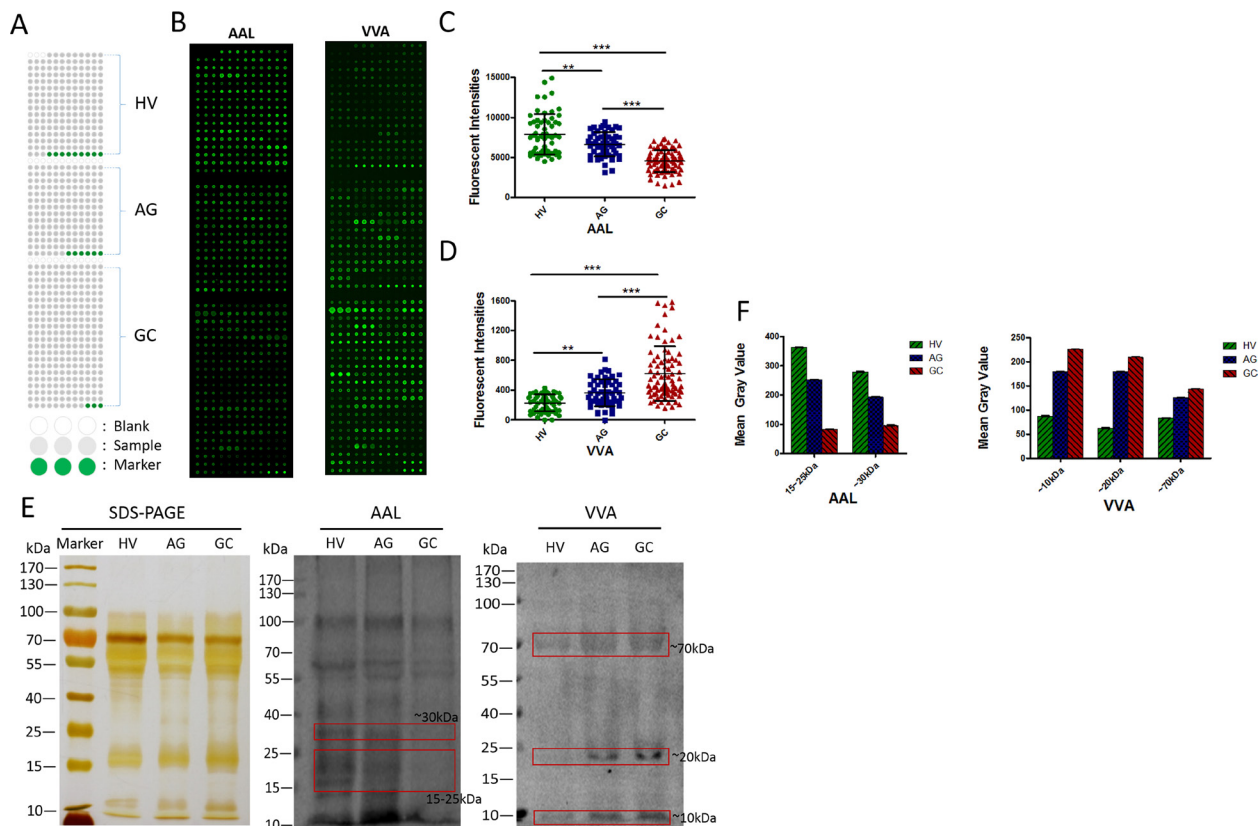 A
HV
AG
GC
: Blank
: Sample
: Marker
B
AAL
VVA
C
***
**
***
15000
10000
5000
0
Fluorescent Intensities
HV
AG
GC
AAL
D
***
***
**
1600
1200
800
400
0
Fluorescent Intensities
HV
AG
GC
VVA
F
400
300
200
100
0
Mean Gray Value
15~25kDa
~30kDa
AAL
HV
AG
GC
250
200
150
100
50
0
Mean Gray Value
~10kDa
~20kDa
~70kDa
VVA
HV
AG
GC
E
SDS-PAGE
kDa Marker HV AG GC
170
130
100
70
55
40
25
15
10
AAL
kDa HV AG GC
170
130
100
70
55
40
~30kDa
25
15
15-25kDa
10
VVA
kDa HV AG GC
170
130
100
70
~70kDa
55
40
25
~20kDa
15
10
~10kDa